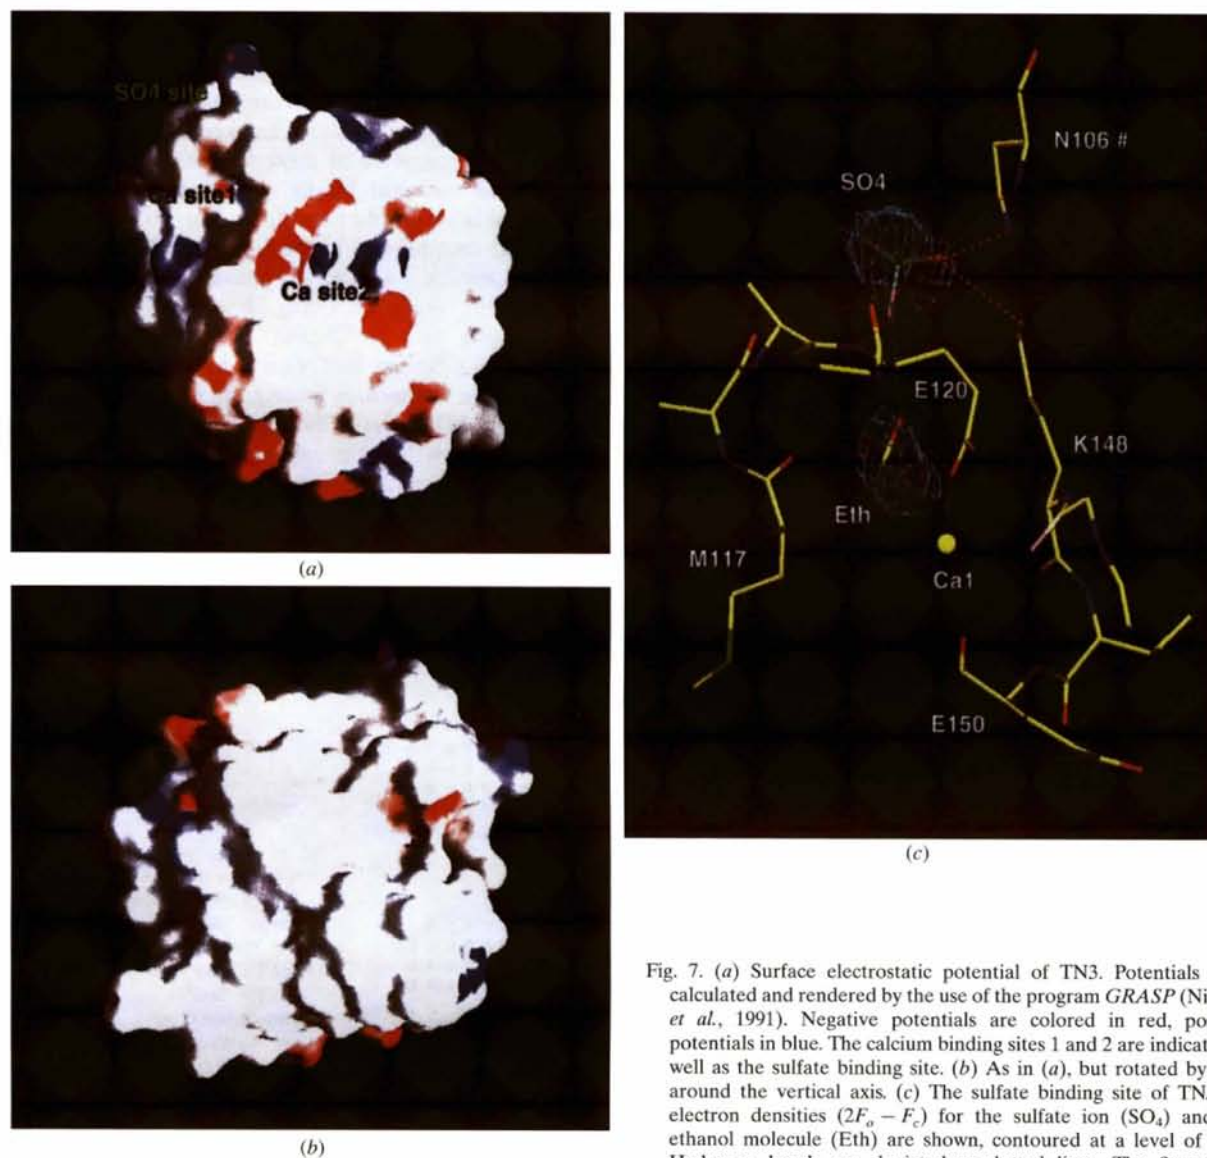 SO4 site
Ca site1
Ca site2
(a)
(b)
N106 #
SO4
E120
K148
Eth
M117
Ca1
E150
(c)
Fig. 7. (a) Surface electrostatic potential of TN3. Potentials
calculated and rendered by the use of the program GRASP (Ni
et al., 1991). Negative potentials are colored in red, po
potentials in blue. The calcium binding sites 1 and 2 are indicat
well as the sulfate binding site. (b) As in (a), but rotated by
around the vertical axis. (c) The sulfate binding site of TN
electron densities (2Fₒ − F꜀) for the sulfate ion (SO₄) and
ethanol molecule (Eth) are shown, contoured at a level of